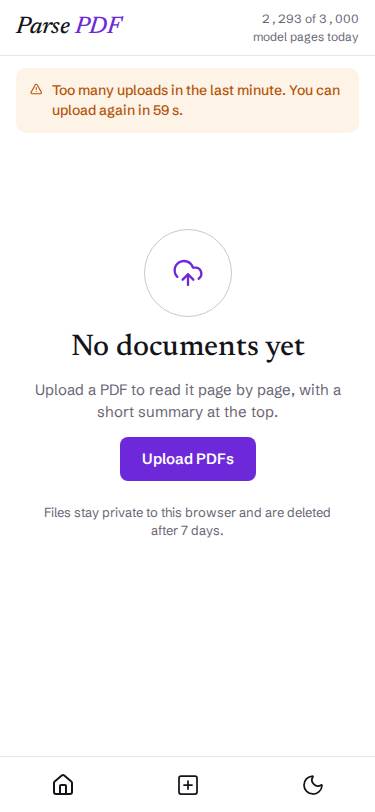 Parse PDF
2,293 of 3,000
model pages today
Too many uploads in the last minute. You can
upload again in 59 s.
No documents yet
Upload a PDF to read it page by page, with a
short summary at the top.
Upload PDFs
Files stay private to this browser and are deleted
after 7 days.